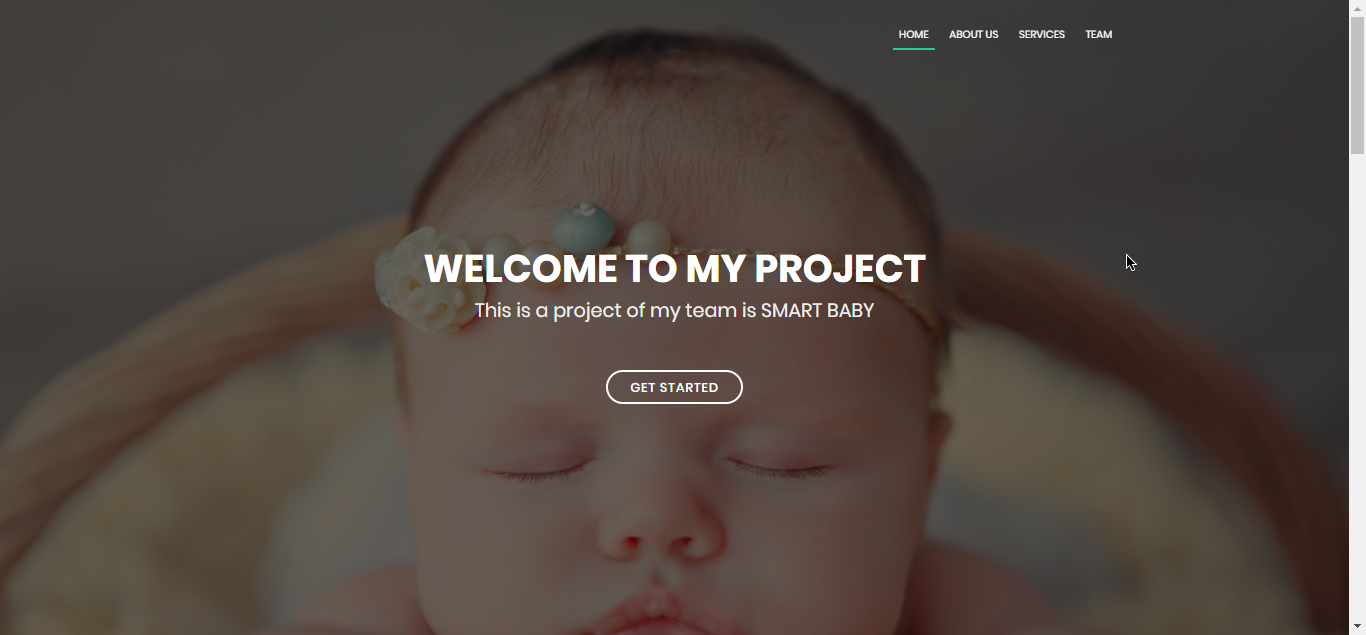 HOME ABOUT US SERVICES TEAM
WELCOME TO MY PROJECT
This is a project of my team is SMART BABY
GET STARTED